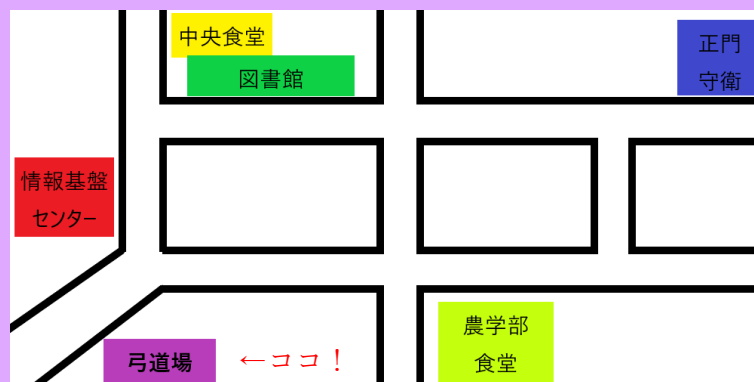 中央食堂
図書館
正門
守衛
情報基盤
センター
農学部
食堂
弓道場
←ココ！